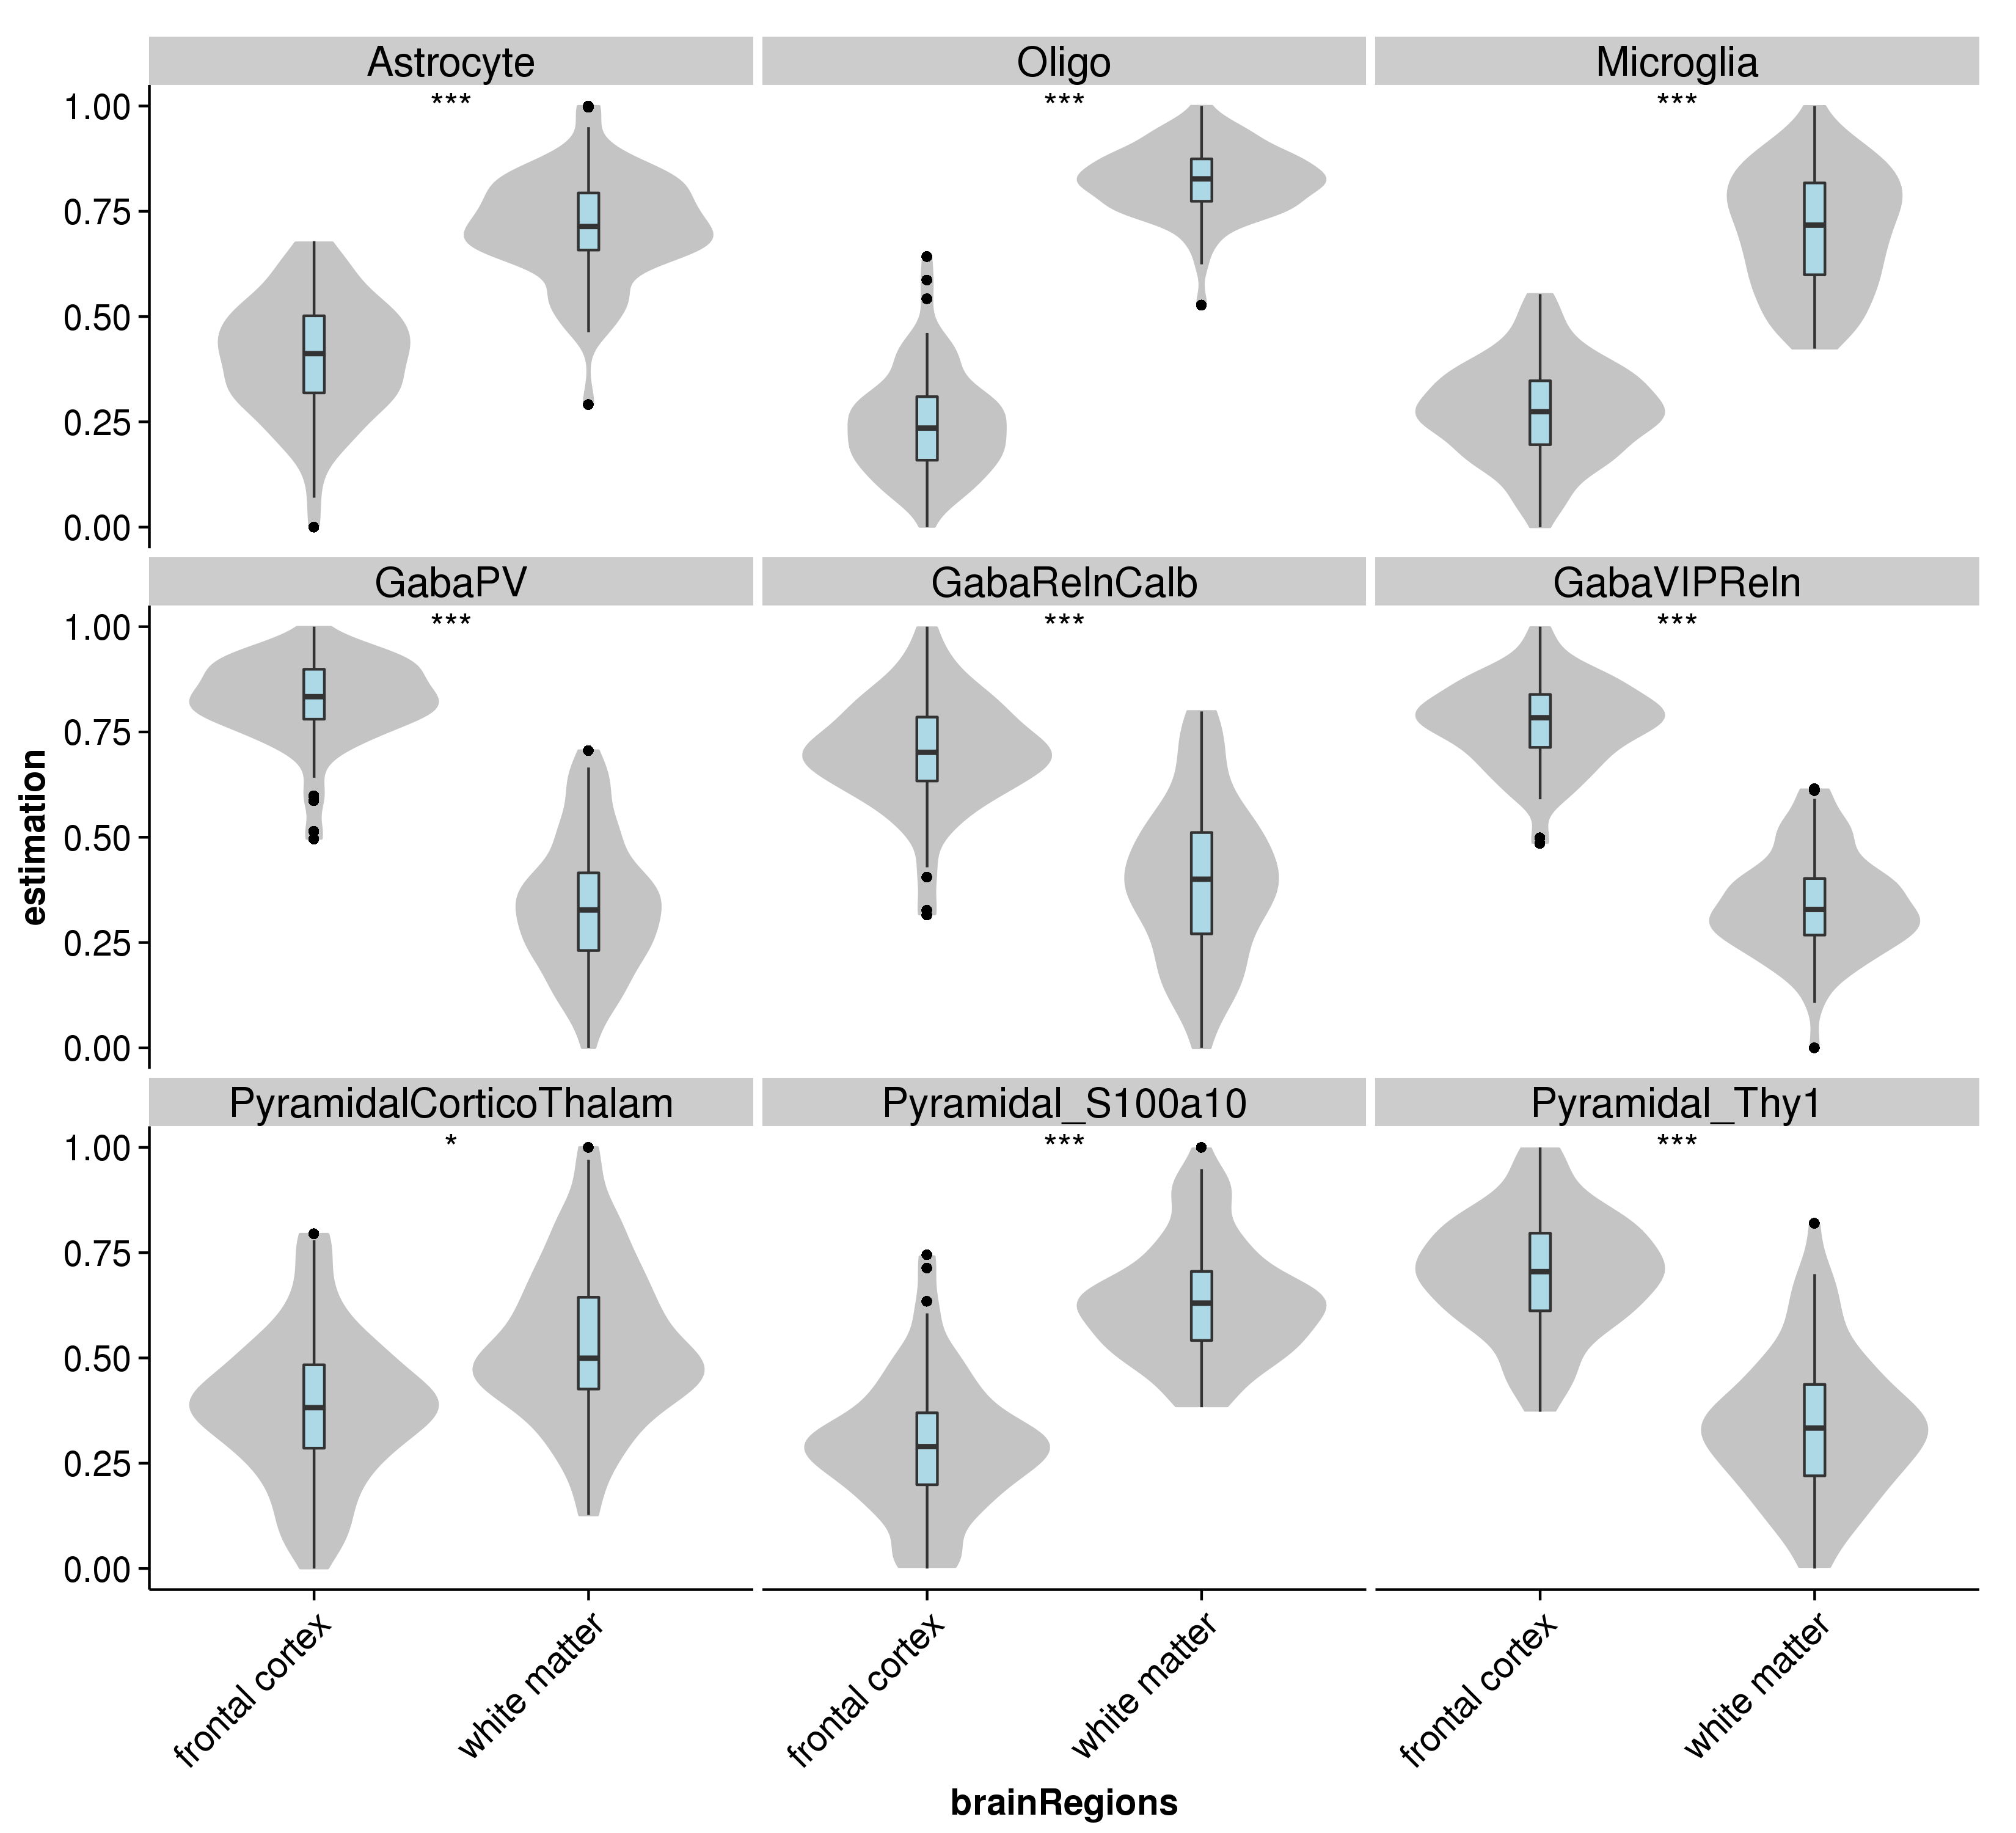 Astrocyte Oligo Microglia
*** *** ***
1.00
0.75
0.50
0.25
0.00
GabaPV GabaRelnCalb GabaVIPReln
*** *** ***
1.00
0.75
0.50
0.25
0.00
estimation
PyramidalCorticoThalam Pyramidal_S100a10 Pyramidal_Thy1
* *** ***
1.00
0.75
0.50
0.25
0.00
frontal cortex white matter frontal cortex white matter frontal cortex white matter
brainRegions